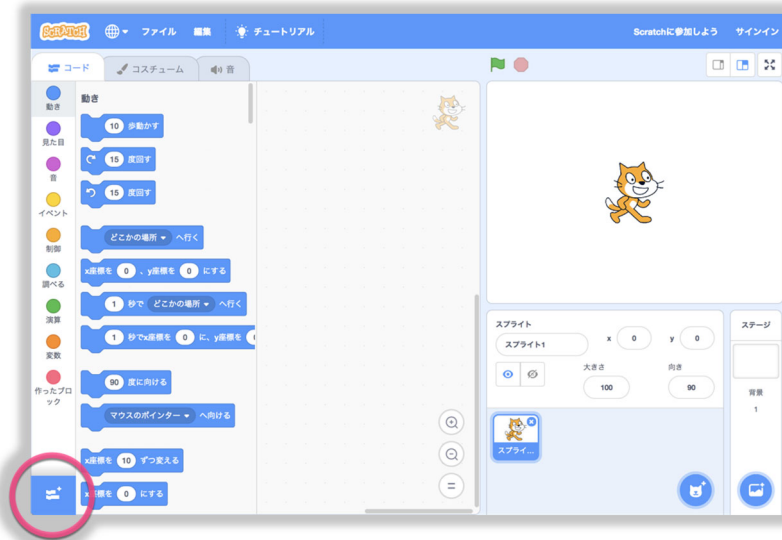 SCRATCH ファイル 編集 チュートリアル Scratchに参加しよう サインイン
コード コスチューム 音
動き
見た目
音
イベント
制御
調べる
演算
変数
作ったブロ
ック
動き
10 歩動かす
15 度回す
15 度回す
どこかの場所 へ行く
x座標を 0 、y座標を 0 にする
1 秒で どこかの場所 へ行く
1 秒でx座標を 0 に、y座標を
90 度に向ける
マウスのポインター へ向ける
x座標を 10 ずつ変える
x座標を 0 にする
スプライト
スプライト1 x 0 y 0
大きさ 向き
100 90
スプライ...
ステージ
背景
1